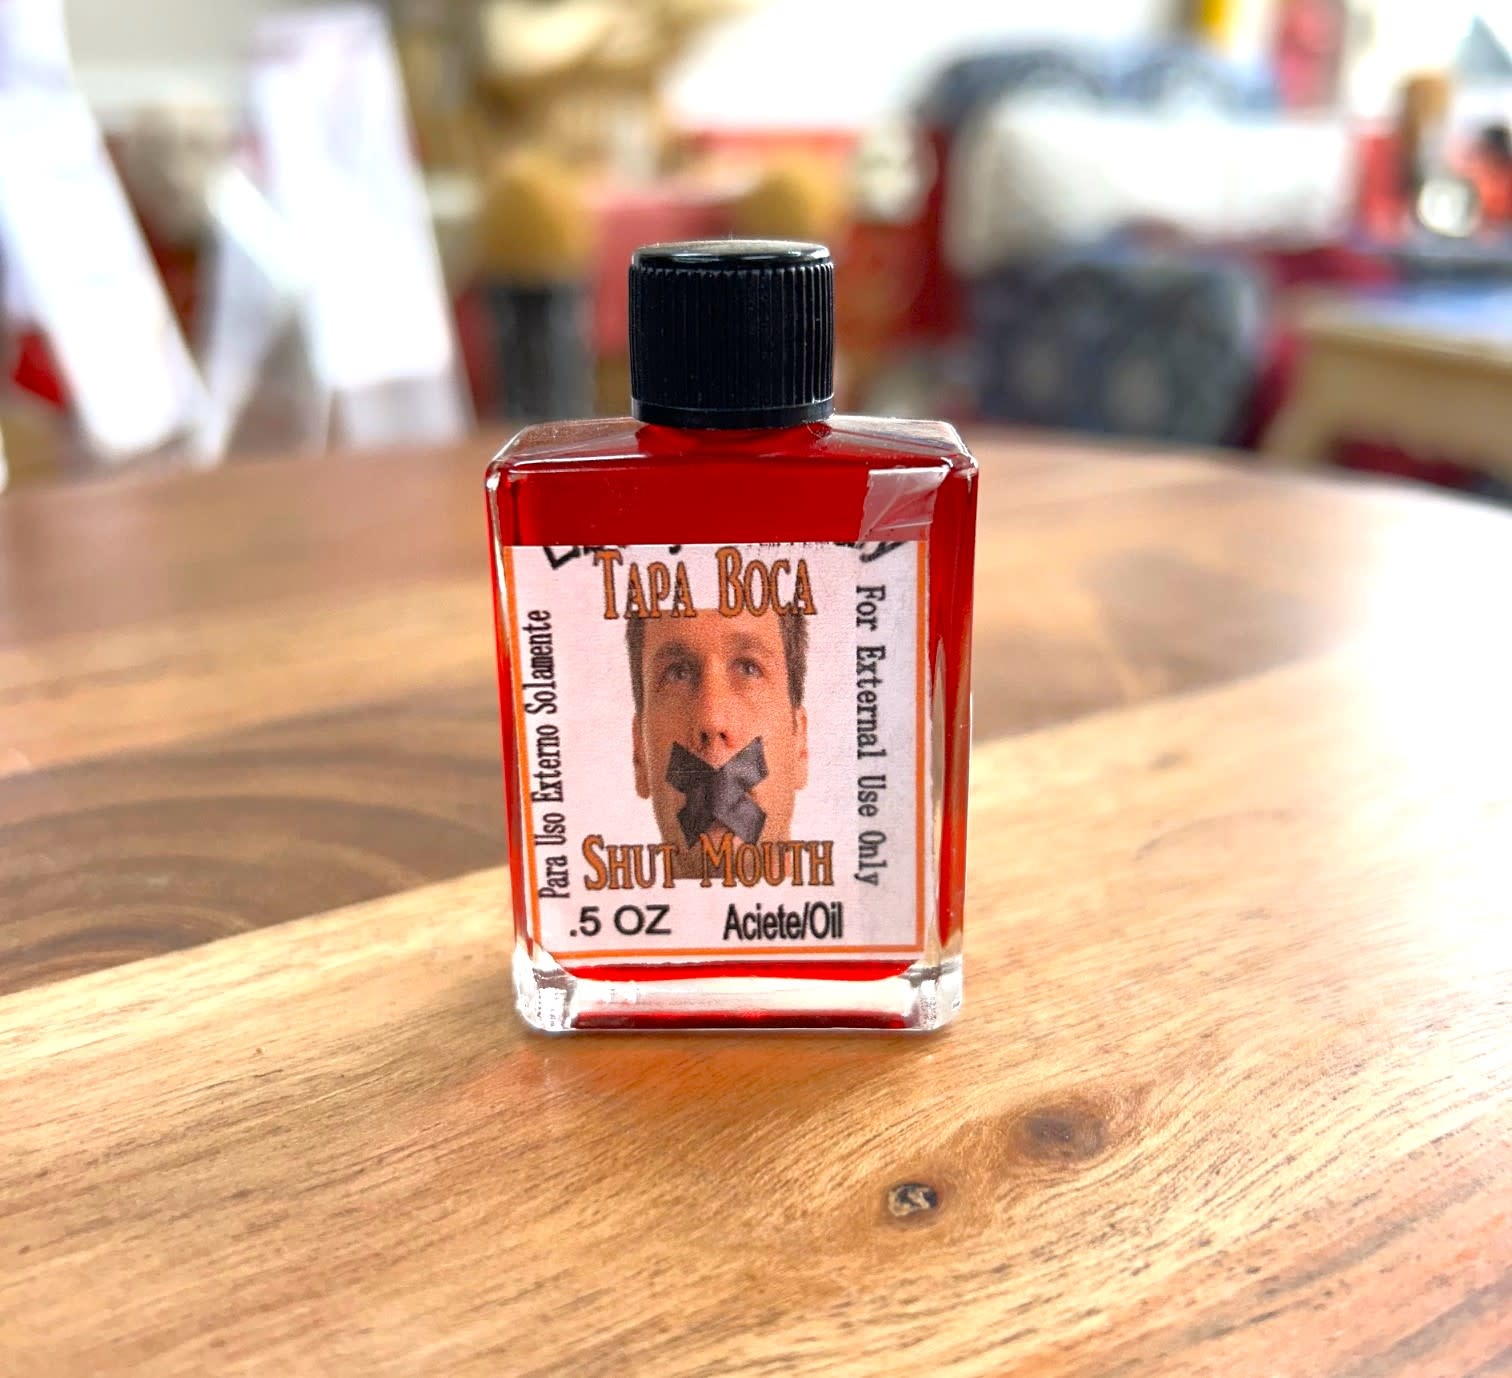 TAPA BOCA
Para Uso Externo Solamente
For External Use Only
SHUT MOUTH
.5 OZ Aciete/Oil